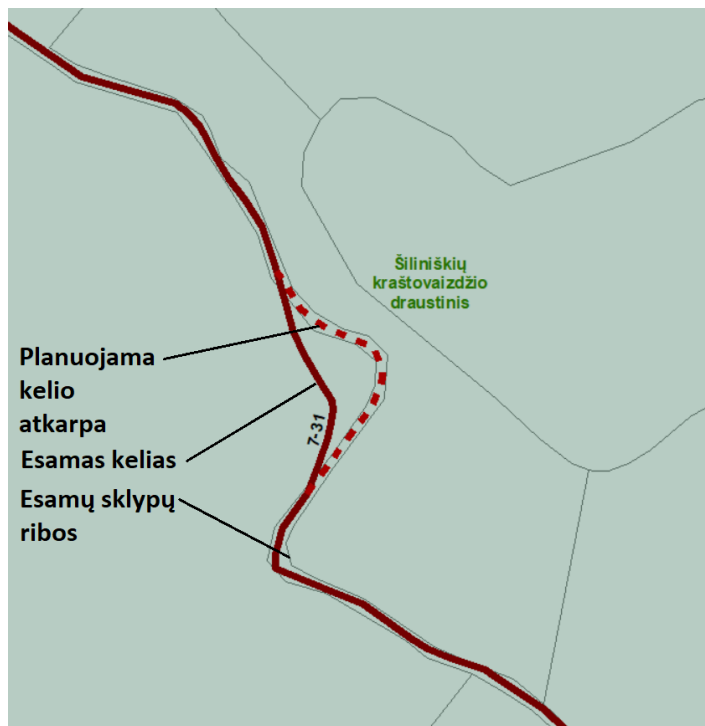 Šiliniškių
kraštovaizdžio
draustinis
Planuojama
kelio
atkarpa
7-31
Esamas kelias
Esamų sklypų
ribos